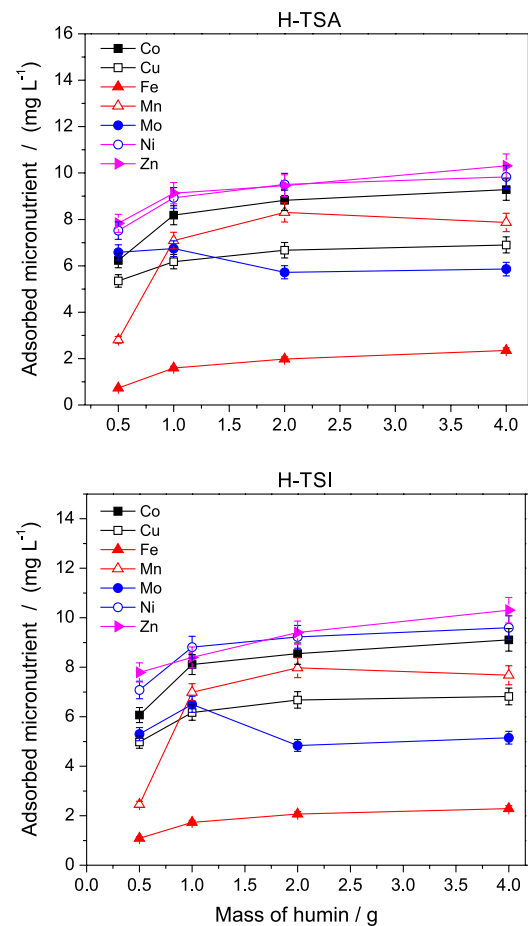 H-TSA
16
14
12
10
8
6
4
2
0
Adsorbed micronutrient / (mg L⁻¹)
Co
Cu
Fe
Mn
Mo
Ni
Zn
0.5 1.0 1.5 2.0 2.5 3.0 3.5 4.0
H-TSI
14
12
10
8
6
4
2
0
Adsorbed micronutrient / (mg L⁻¹)
Co
Cu
Fe
Mn
Mo
Ni
Zn
0.0 0.5 1.0 1.5 2.0 2.5 3.0 3.5 4.0
Mass of humin / g